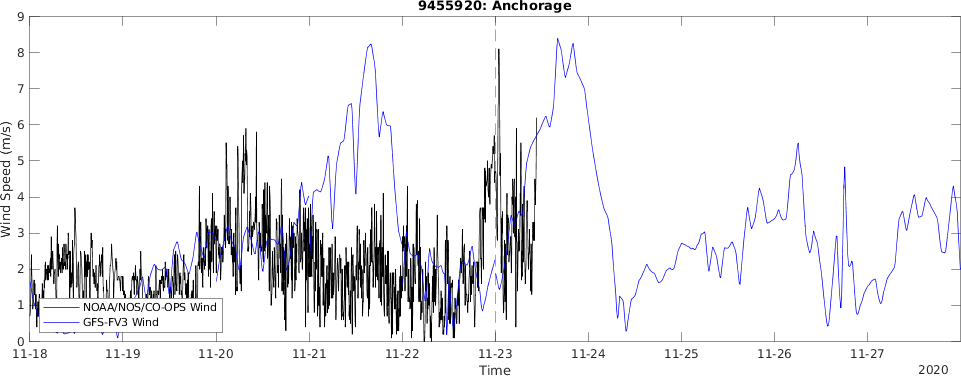 9455920: Anchorage
9
8
7
6
5
4
3
2
1
0
Wind Speed (m/s)
NOAA/NOS/CO-OPS Wind
GFS-FV3 Wind
11-18 11-19 11-20 11-21 11-22 11-23 11-24 11-25 11-26 11-27
Time
2020